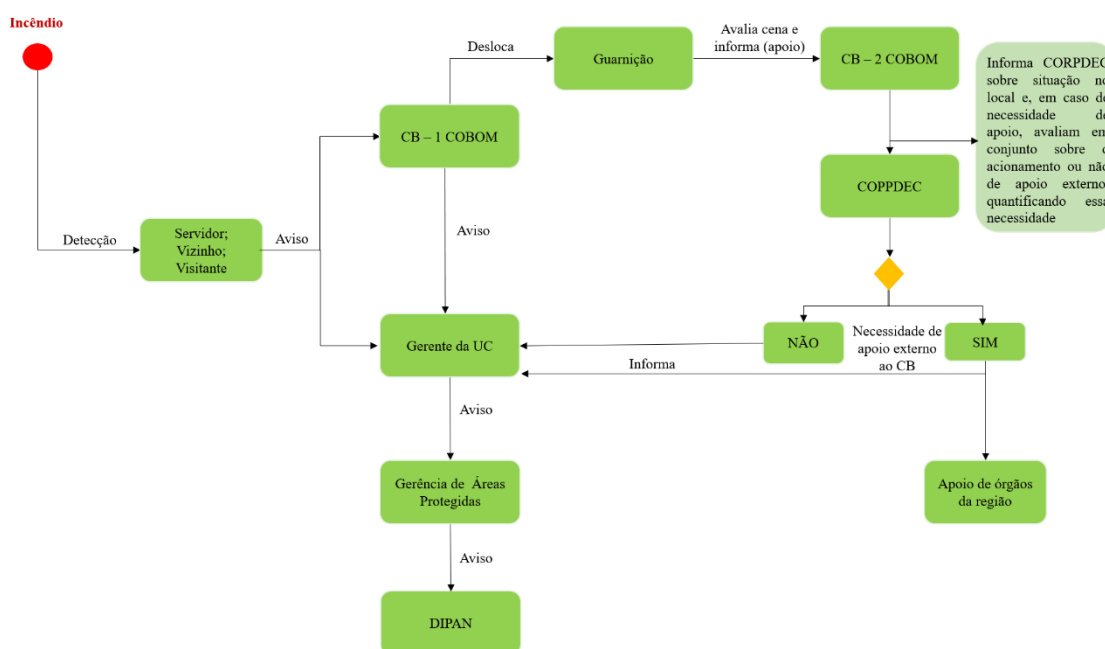 Incêndio
Detecção
Servidor;
Vizinho;
Visitante
Aviso
CB – 1 COBOM
Desloca
Guarnição
Avalia cena e
informa (apoio)
CB – 2 COBOM
Informa CORPDEC
sobre situação no
local e, em caso de
necessidade de
apoio, avaliam em
conjunto sobre o
acionamento ou não
de apoio externo,
quantificando essa
necessidade
COPPDEC
Aviso
Gerente da UC
NÃO
Necessidade de
apoio externo
ao CB
SIM
Informa
Aviso
Gerência de Áreas
Protegidas
Apoio de órgãos
da região
Aviso
DIPAN